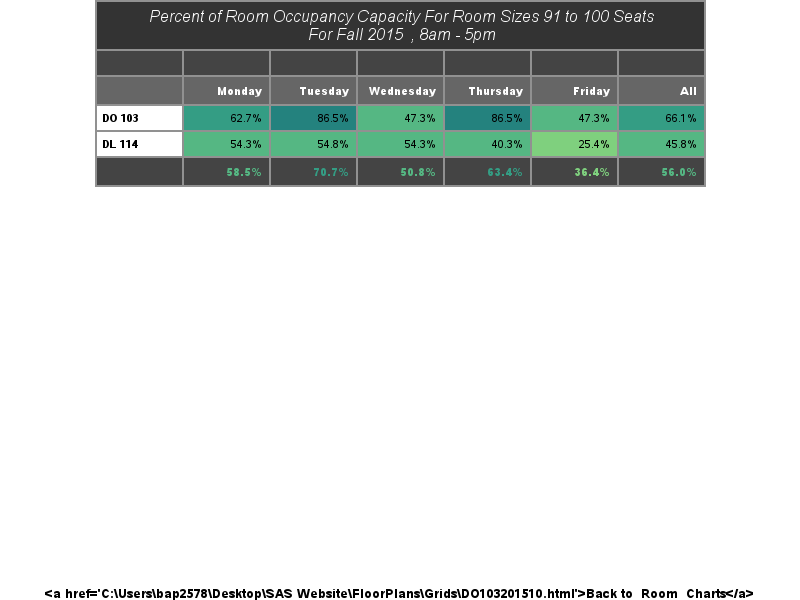 Percent of Room Occupancy Capacity For Room Sizes 91 to 100 Seats
For Fall 2015 , 8am - 5pm
Monday Tuesday Wednesday Thursday Friday All
DO 103 62.7% 86.5% 47.3% 86.5% 47.3% 66.1%
DL 114 54.3% 54.8% 54.3% 40.3% 25.4% 45.8%
58.5% 70.7% 50.8% 63.4% 36.4% 56.0%
<a href='C:\Users\bap2578\Desktop\SAS Website\FloorPlans\Grids\DO103201510.html'>Back to Room Charts</a>